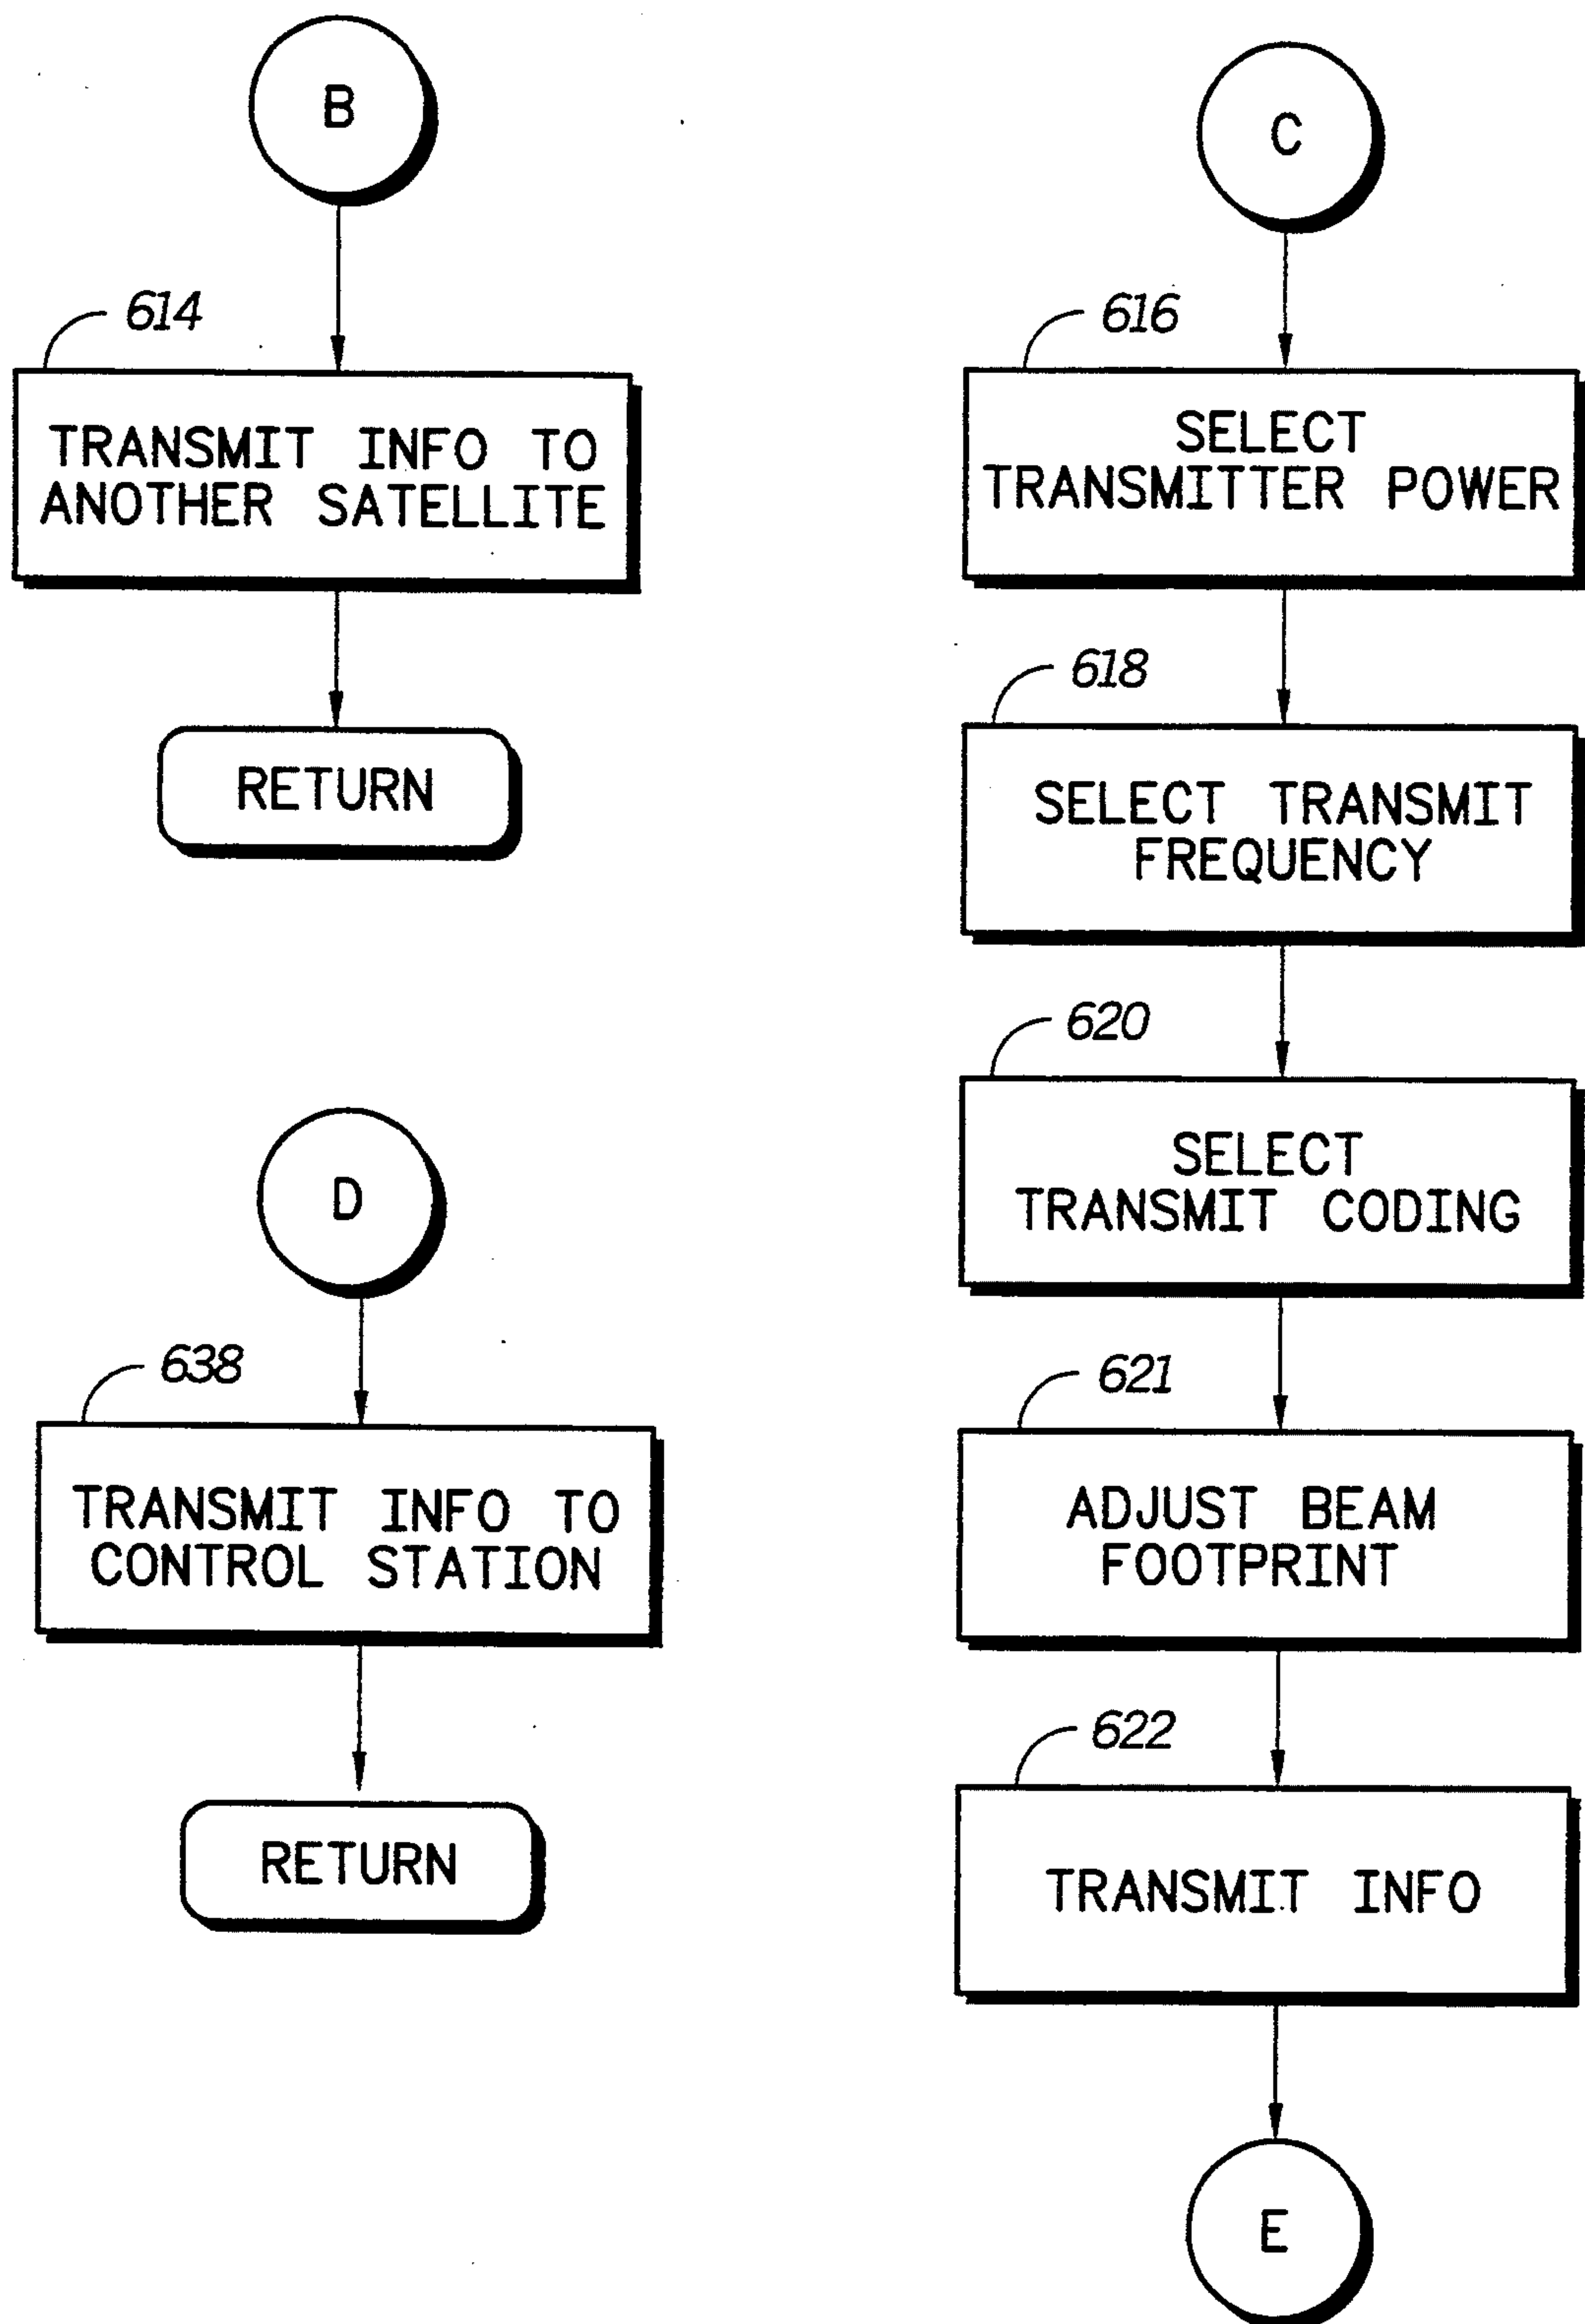 B
614
TRANSMIT INFO TO
ANOTHER SATELLITE
RETURN
D
638
TRANSMIT INFO TO
CONTROL STATION
RETURN
C
616
SELECT
TRANSMITTER POWER
618
SELECT TRANSMIT
FREQUENCY
620
SELECT
TRANSMIT CODING
621
ADJUST BEAM
FOOTPRINT
622
TRANSMIT INFO
E